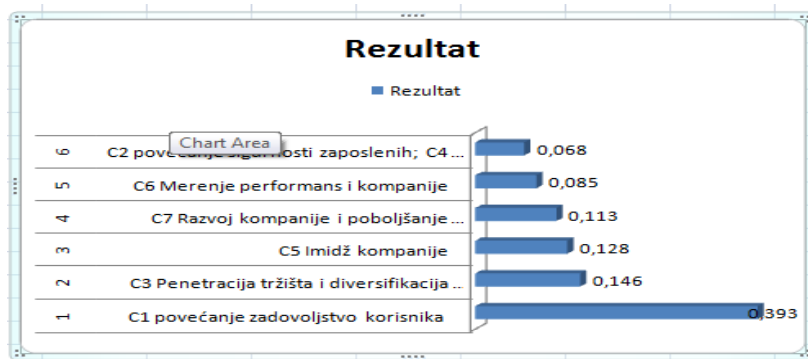 Rezultat
Rezultat
Chart Area
6 C2 zaposlenih; C4 ... 0,068
5 C6 Merenje performans i kompanije 0,085
4 C7 Razvoj kompanije i poboljšanje ... 0,113
3 C5 Imidž kompanije 0,128
2 C3 Penetracija tržišta i diversifikacija ... 0,146
1 C1 povećanje zadovoljstvo korisnika 0,393